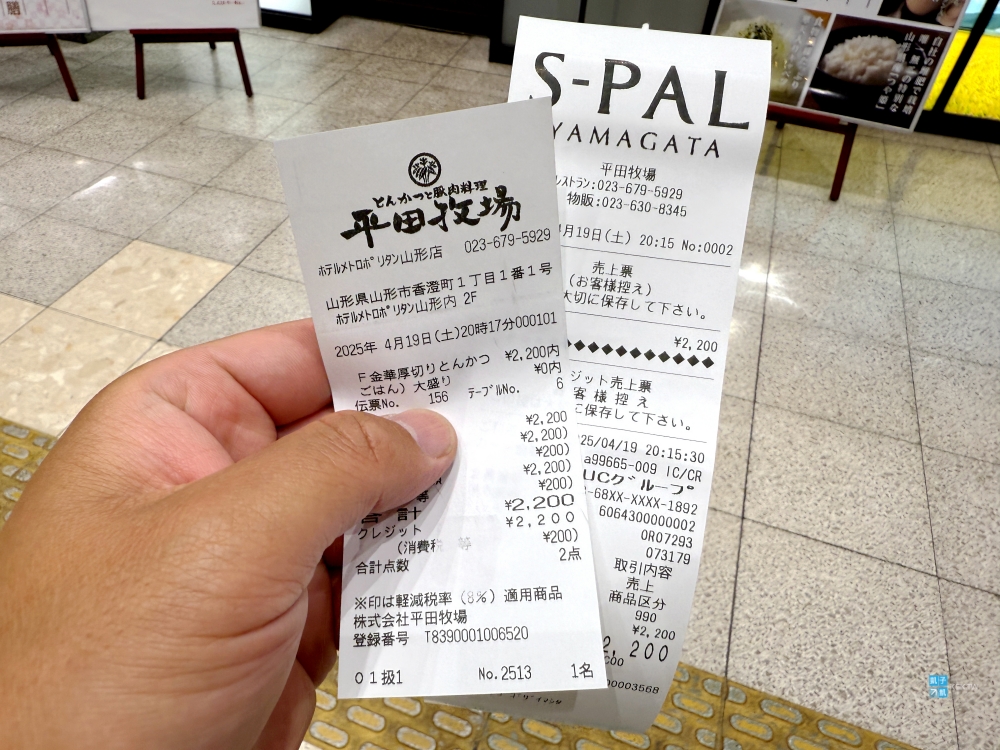 とんかつと豚肉料理
平田牧場
ﾎﾃﾙﾒﾄﾛﾎﾟﾘﾀﾝ山形店 023-679-5929
山形県山形市香澄町1丁目1番1号
ﾎﾃﾙﾒﾄﾛﾎﾟﾘﾀﾝ山形内 2F
2025年 4月19日(土)20時17分000101
F金華厚切りとんかつ ¥2,200内
ごはん) 大盛り ¥0内
伝票No. 156 ﾃｰﾌﾞﾙNo. 6
¥2,200
¥2,200)
¥200)
¥2,200)
¥200)
等
合 計 ¥2,200
クレジット ¥2,200
(消費税 等 ¥200)
合計点数 2点
※印は軽減税率(8%)適用商品
株式会社平田牧場
登録番号 T8390001006520
01扱1 No.2513 1名
S-PAL
YAMAGATA
平田牧場
ｽﾄﾗﾝ:023-679-5929
物販:023-630-8345
月19日(土) 20:15 No:0002
売上票
(お客様控え)
大切に保存して下さい。
¥2,200
ジット売上票
客 様 控 え
に保存して下さい。
25/04/19 20:15:30
a99665-009 IC/CR
UCグループ
-68XX-XXXX-1892
6064300000002
0R07293
073179
取引内容
売上
商品区分
990
¥2,200
2,200
00003568